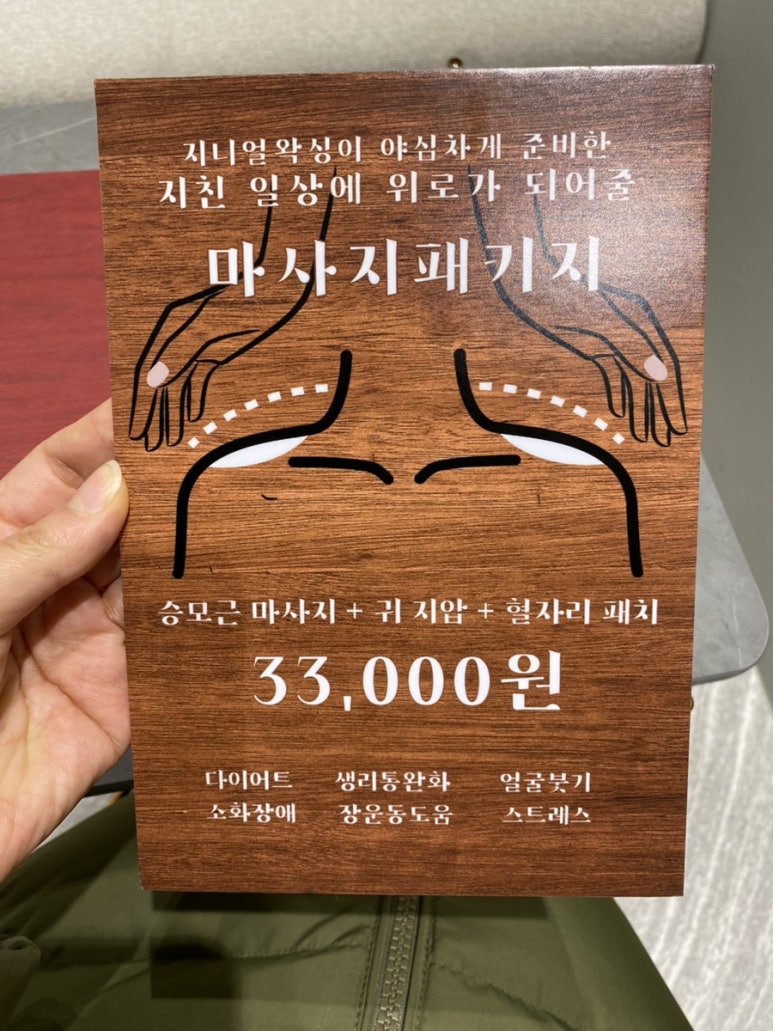 지니얼왁싱이 야심차게 준비한
지친 일상에 위로가 되어줄
마사지패키지
승모근 마사지 + 귀 지압 + 혈자리 패치
33,000원
다이어트 생리통완화 얼굴붓기
소화장애 장운동도움 스트레스